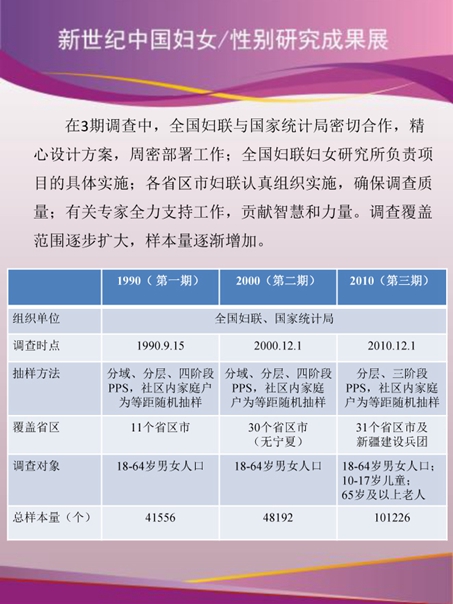 新世纪中国妇女/性别研究成果展
在3期调查中，全国妇联与国家统计局密切合作，精
心设计方案，周密部署工作；全国妇联妇女研究所负责项
目的具体实施；各省区市妇联认真组织实施，确保调查质
量；有关专家全力支持工作，贡献智慧和力量。调查覆盖
范围逐步扩大，样本量逐渐增加。
1990（ 第一期） 2000（第二期） 2010（第三期）
组织单位 全国妇联、国家统计局
调查时点 1990.9.15 2000.12.1 2010.12.1
抽样方法 分域、分层、四阶段 分域、分层、四阶段 分层、三阶段
PPS，社区内家庭户 PPS，社区内家庭 PPS，社区内家庭
为等距随机抽样 户为等距随机抽样 户为等距随机抽样
覆盖省区 11个省区市 30个省区市 31个省区市及
（无宁夏） 新疆建设兵团
调查对象 18-64岁男女人口 18-64岁男女人口 18-64岁男女人口；
10-17岁儿童；
65岁及以上老人
总样本量（个） 41556 48192 101226